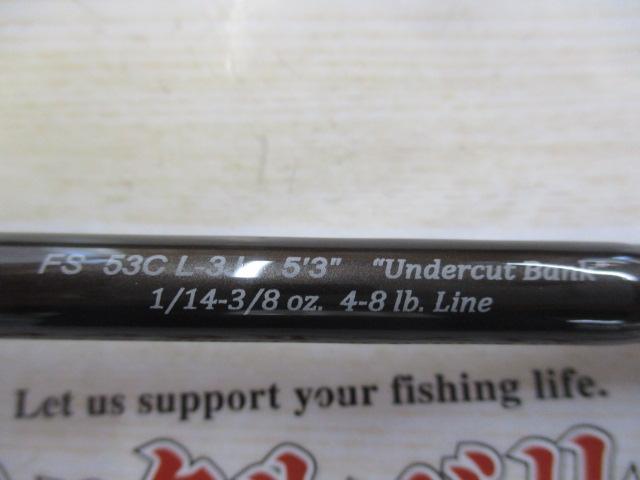 FS 53C L-3J 5'3" "Undercut Bank"
1/14-3/8 oz. 4-8 lb. Line
Let us support your fishing life.